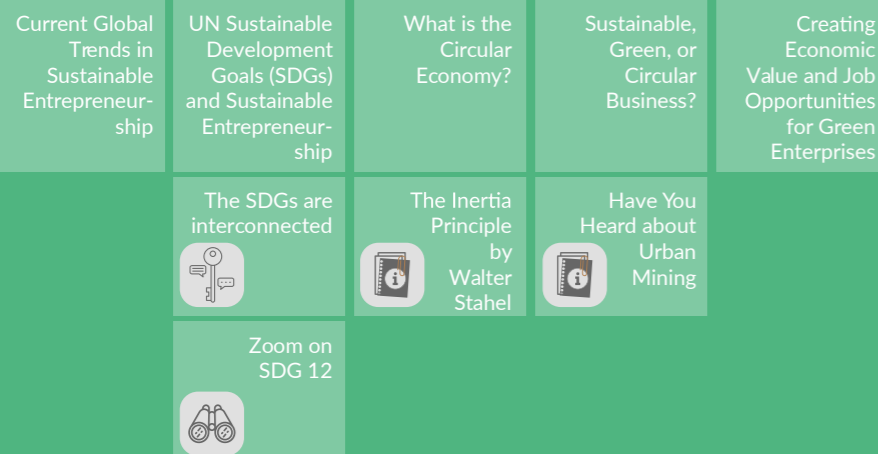 Current Global
Trends in
Sustainable
Entrepreneur-
ship
UN Sustainable
Development
Goals (SDGs)
and Sustainable
Entrepreneur-
ship
What is the
Circular
Economy?
Sustainable,
Green, or
Circular
Business?
Creating
Economic
Value and Job
Opportunities
for Green
Enterprises
The SDGs are
interconnected
The Inertia
Principle
by
Walter
Stahel
Have You
Heard about
Urban
Mining
Zoom on
SDG 12